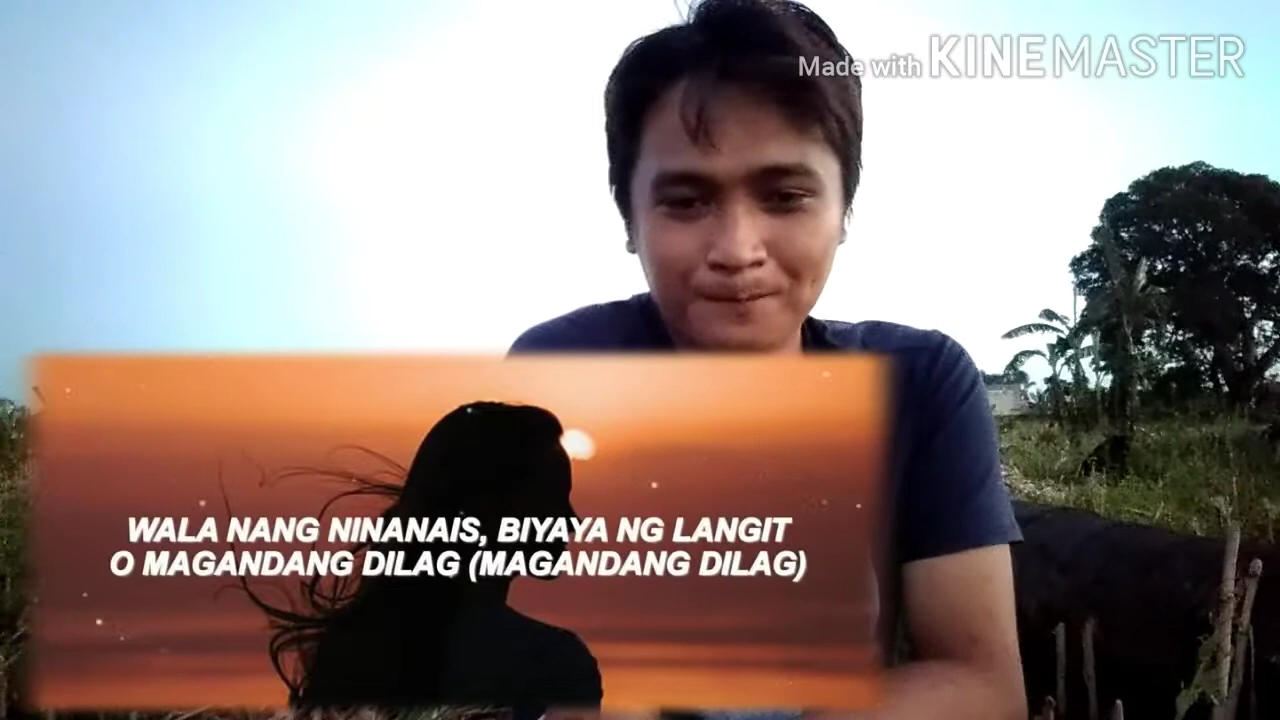 Made with KINEMASTER
WALA NANG NINANAIS, BIYAYA NG LANGIT
O MAGANDANG DILAG (MAGANDANG DILAG)